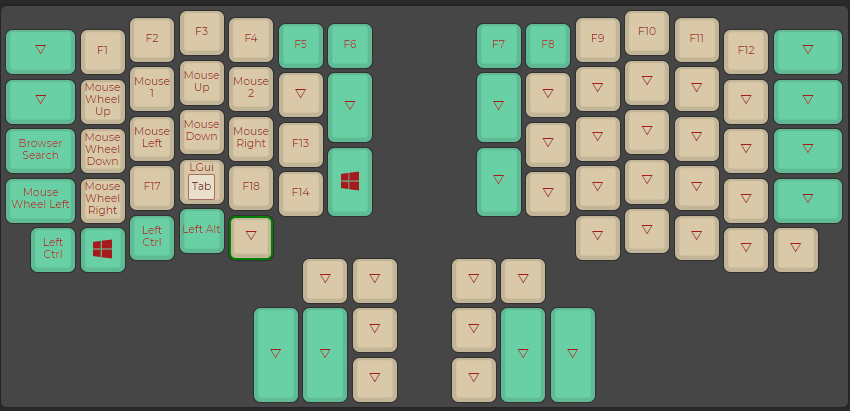 F1
F2
F3
F4
F5
F6
F7
F8
F9
F10
F11
F12
Mouse
Wheel
Up
Mouse
1
Mouse
Up
Mouse
2
Browser
Search
Mouse
Wheel
Down
Mouse
Left
Mouse
Down
Mouse
Right
F13
Mouse
Wheel Left
Mouse
Wheel
Right
F17
LGui
Tab
F18
F14
Left
Ctrl
Left
Ctrl
Left Alt